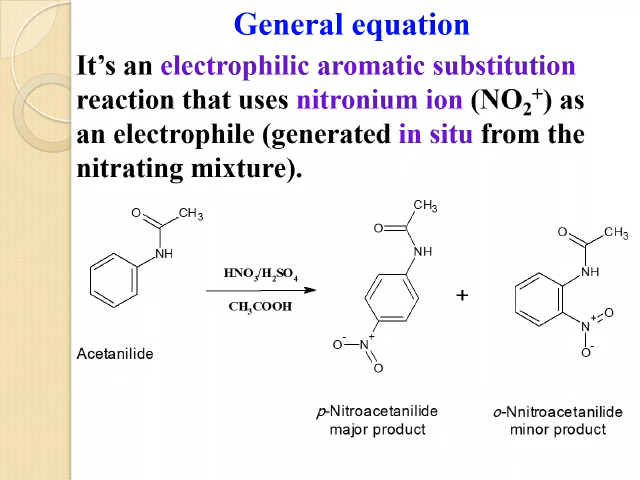 General equation
It's an electrophilic aromatic substitution
reaction that uses nitronium ion (NO₂⁺) as
an electrophile (generated in situ from the
nitrating mixture).
O CH₃
NH
HNO₃/H₂SO₄
CH₃COOH
Acetanilide
CH₃
O
NH
O⁻ N⁺
O
p-Nitroacetanilide
major product
+
O CH₃
NH
N⁺ O
O⁻
o-Nnitroacetanilide
minor product